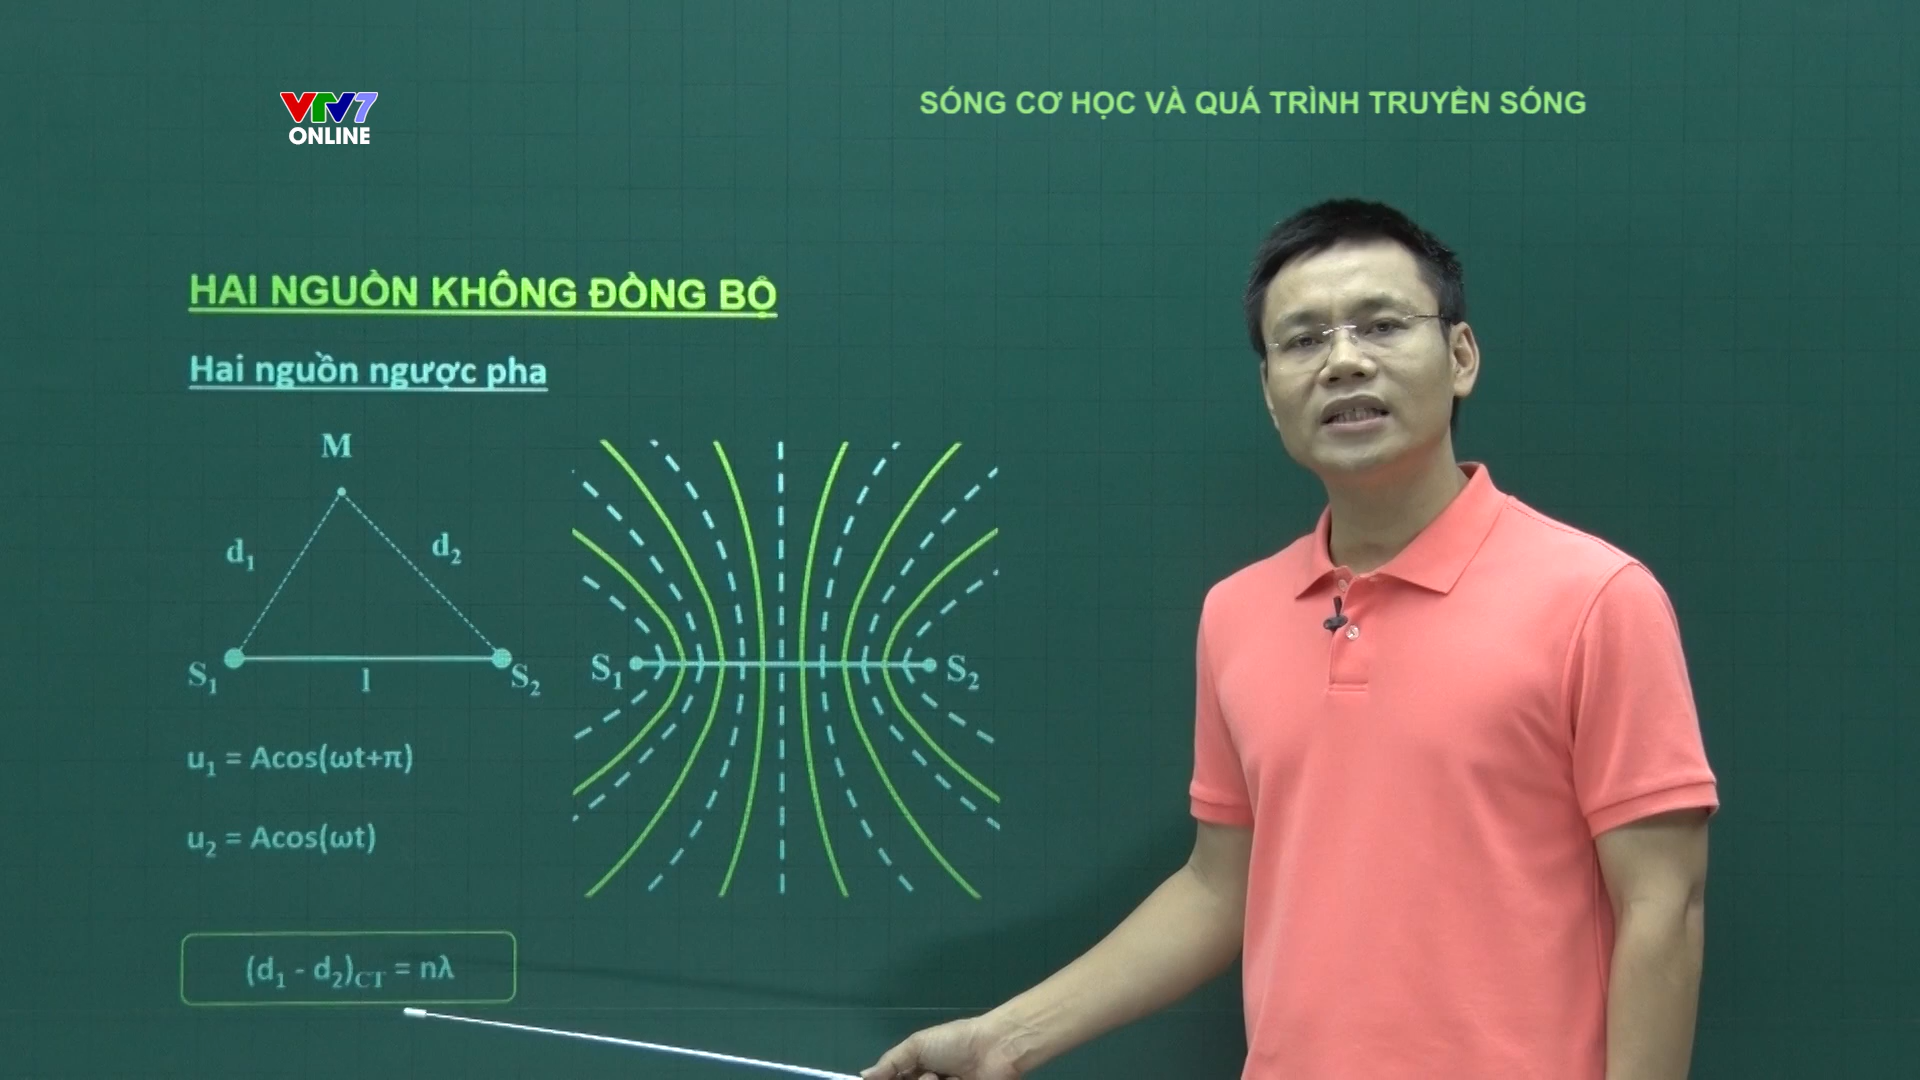 VTV7
ONLINE
SÓNG CƠ HỌC VÀ QUÁ TRÌNH TRUYỀN SÓNG
HAI NGUỒN KHÔNG ĐỒNG BỘ
Hai nguồn ngược pha
M
d₁
d₂
S₁
l
S₂
S₁
S₂
u₁ = Acos(ωt+π)
u₂ = Acos(ωt)
(d₁ - d₂)CT = nλ